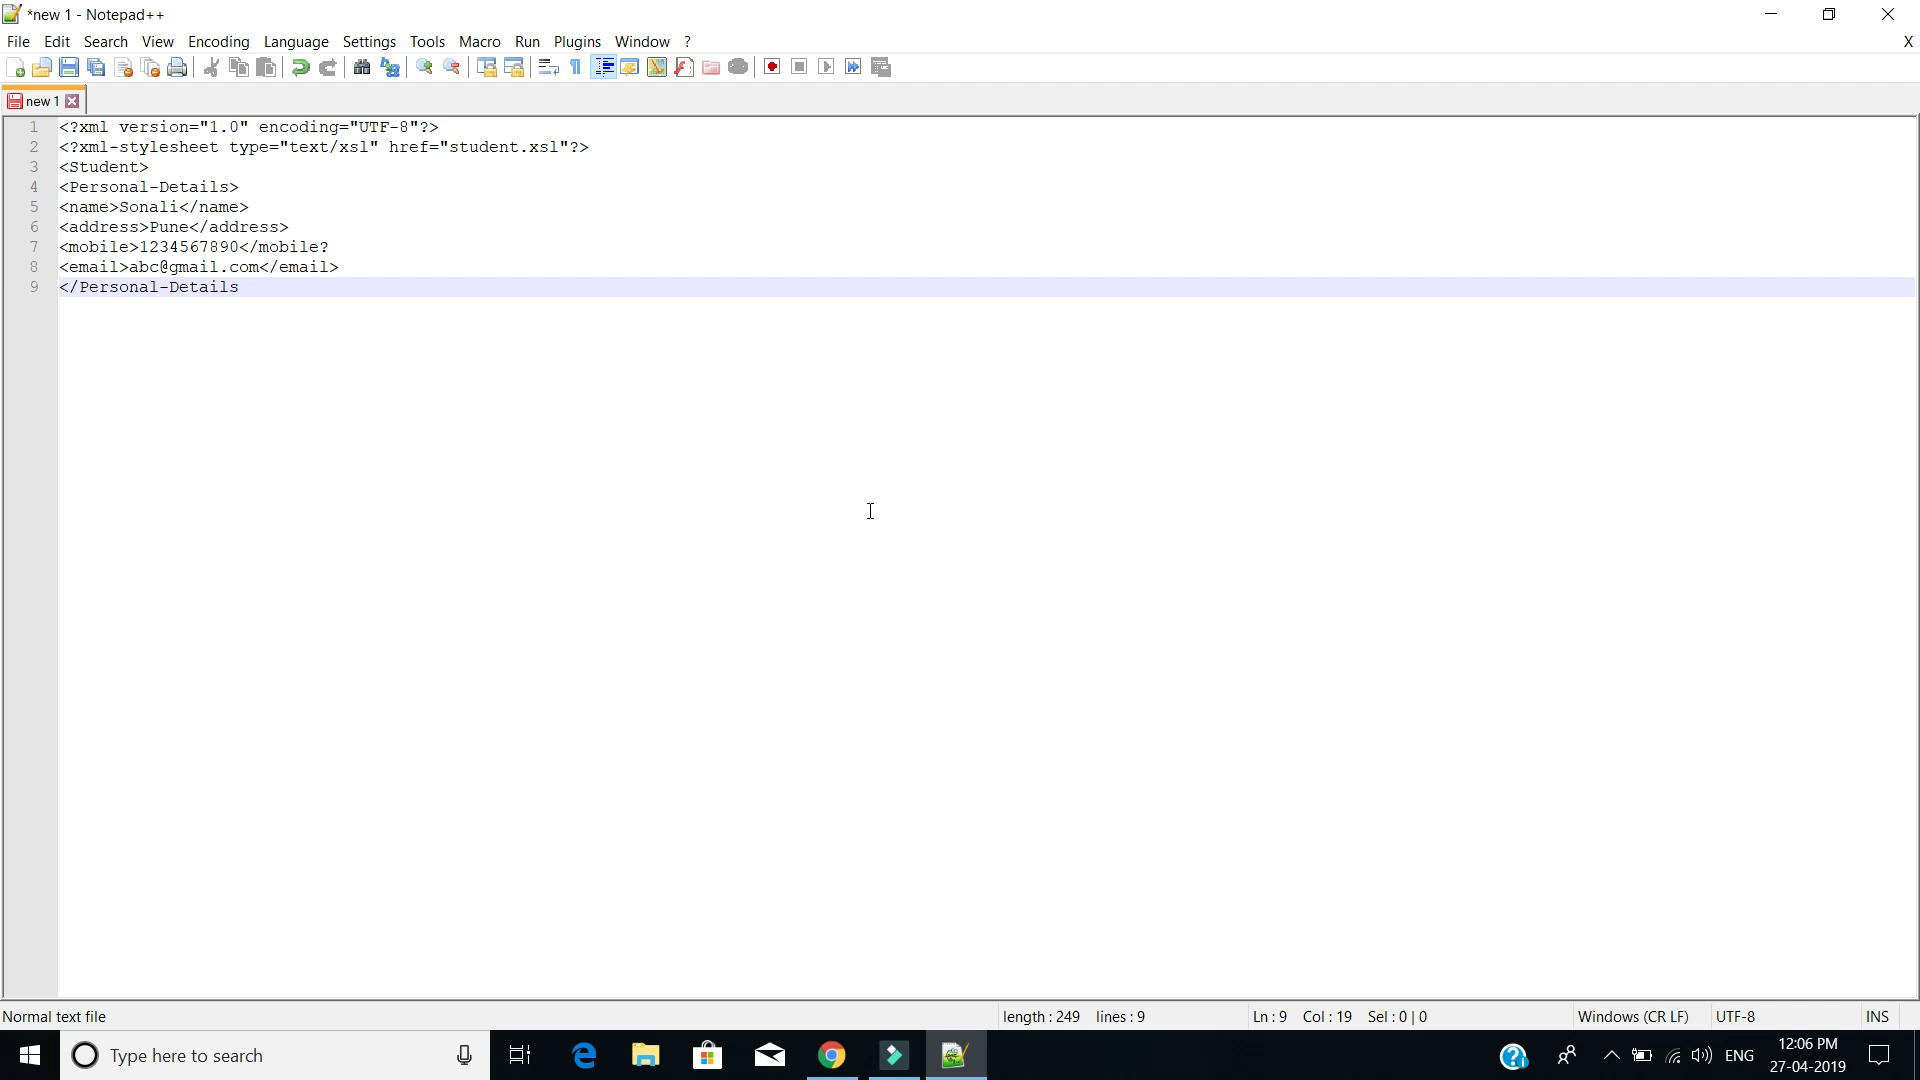 *new 1 - Notepad++
File Edit Search View Encoding Language Settings Tools Macro Run Plugins Window ? X
new 1
1 <?xml version="1.0" encoding="UTF-8"?>
2 <?xml-stylesheet type="text/xsl" href="student.xsl"?>
3 <Student>
4 <Personal-Details>
5 <name>Sonali</name>
6 <address>Pune</address>
7 <mobile>1234567890</mobile?
8 <email>abc@gmail.com</email>
9 </Personal-Details
Normal text file length : 249 lines : 9 Ln : 9 Col : 19 Sel : 0 | 0 Windows (CR LF) UTF-8 INS
Type here to search ENG 12:06 PM
27-04-2019